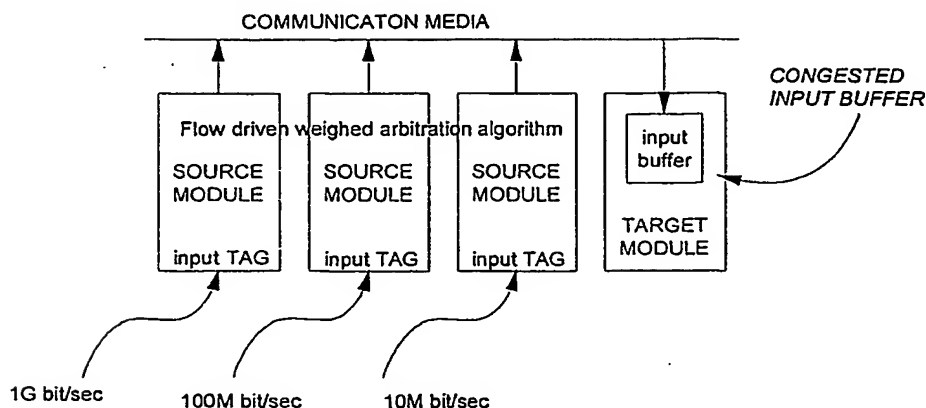 COMMUNICATON MEDIA
CONGESTED
INPUT BUFFER
Flow driven weighed arbitration algorithm
input
buffer
SOURCE
MODULE
SOURCE
MODULE
SOURCE
MODULE
TARGET
MODULE
input TAG
input TAG
input TAG
1G bit/sec
100M bit/sec
10M bit/sec